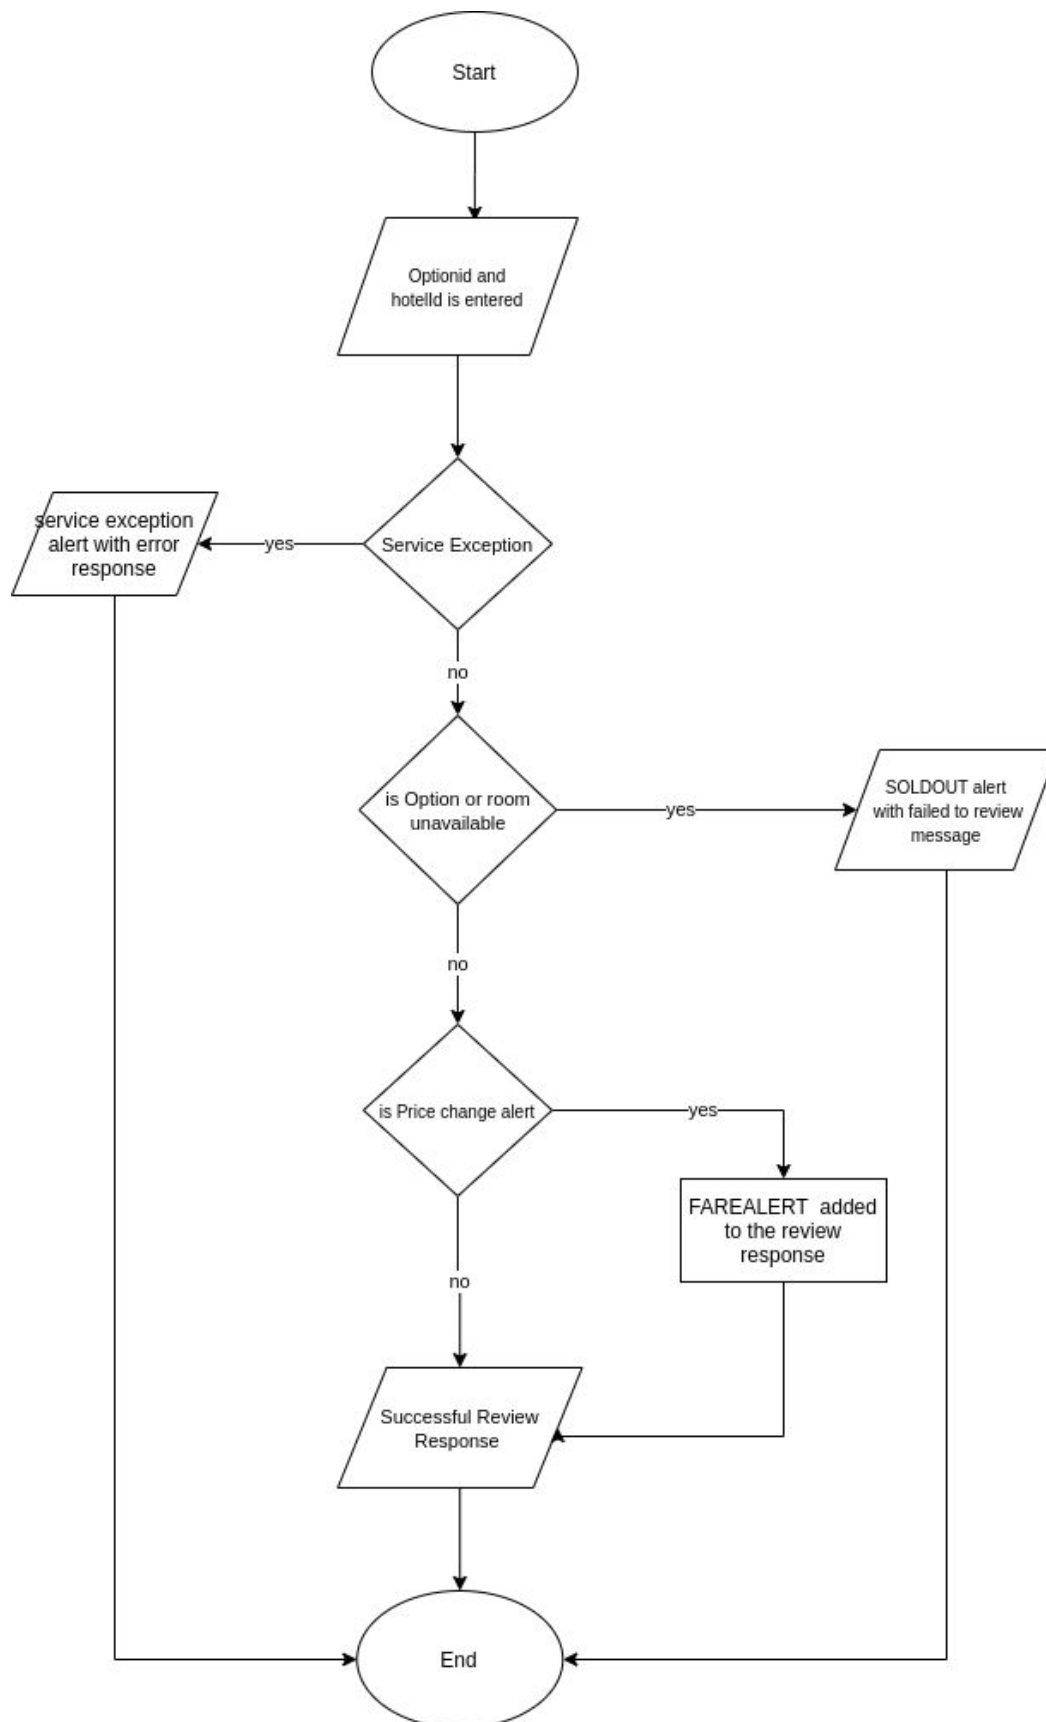 Start
Optionid and
hotelId is entered
service exception
alert with error
response
yes
Service Exception
no
is Option or room
unavailable
yes
SOLDOUT alert
with failed to review
message
no
is Price change alert
yes
FAREALERT  added
to the review
response
no
Successful Review
Response
End